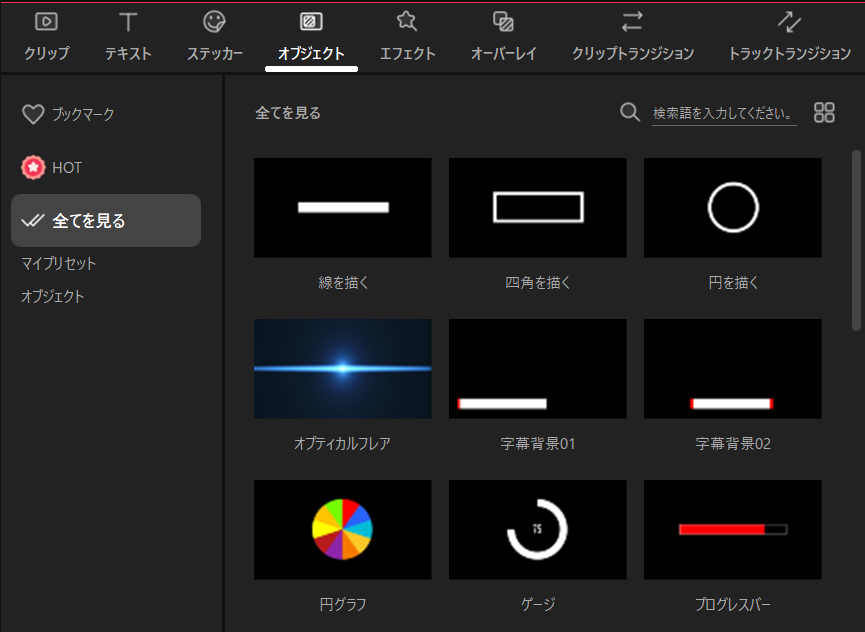 クリップ
テキスト
ステッカー
オブジェクト
エフェクト
オーバーレイ
クリップトランジション
トラックトランジション
ブックマーク
HOT
全てを見る
マイプリセット
オブジェクト
全てを見る
検索語を入力してください。
線を描く
四角を描く
円を描く
オプティカルフレア
字幕背景01
字幕背景02
75
円グラフ
ゲージ
プログレスバー